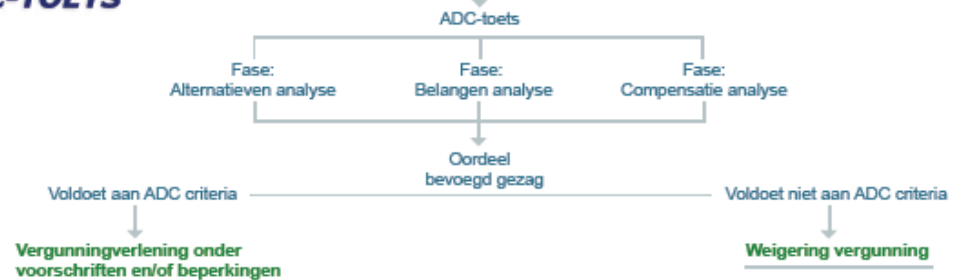 -TOETS
ADC-toets
Fase:
Alternatieven analyse
Fase:
Belangen analyse
Fase:
Compensatie analyse
Oordeel
bevoegd gezag
Voldoet aan ADC criteria
Voldoet niet aan ADC criteria
Vergunningverlening onder
voorschriften en/of beperkingen
Weigering vergunning